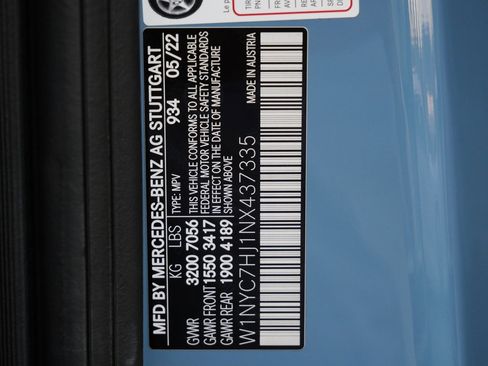 MFD BY MERCEDES-BENZ AG STUTTGART
934 05/22
KG LBS TYPE: MPV
THIS VEHICLE CONFORMS TO ALL APPLICABLE
GVWR 3200 7056 FEDERAL MOTOR VEHICLE SAFETY STANDARDS
GAWR FRONT 1550 3417 IN EFFECT ON THE DATE OF MANUFACTURE
GAWR REAR 1900 4189 SHOWN ABOVE
MADE IN AUSTRIA
W1NYC7HJ1NX437335
Le p
TIR